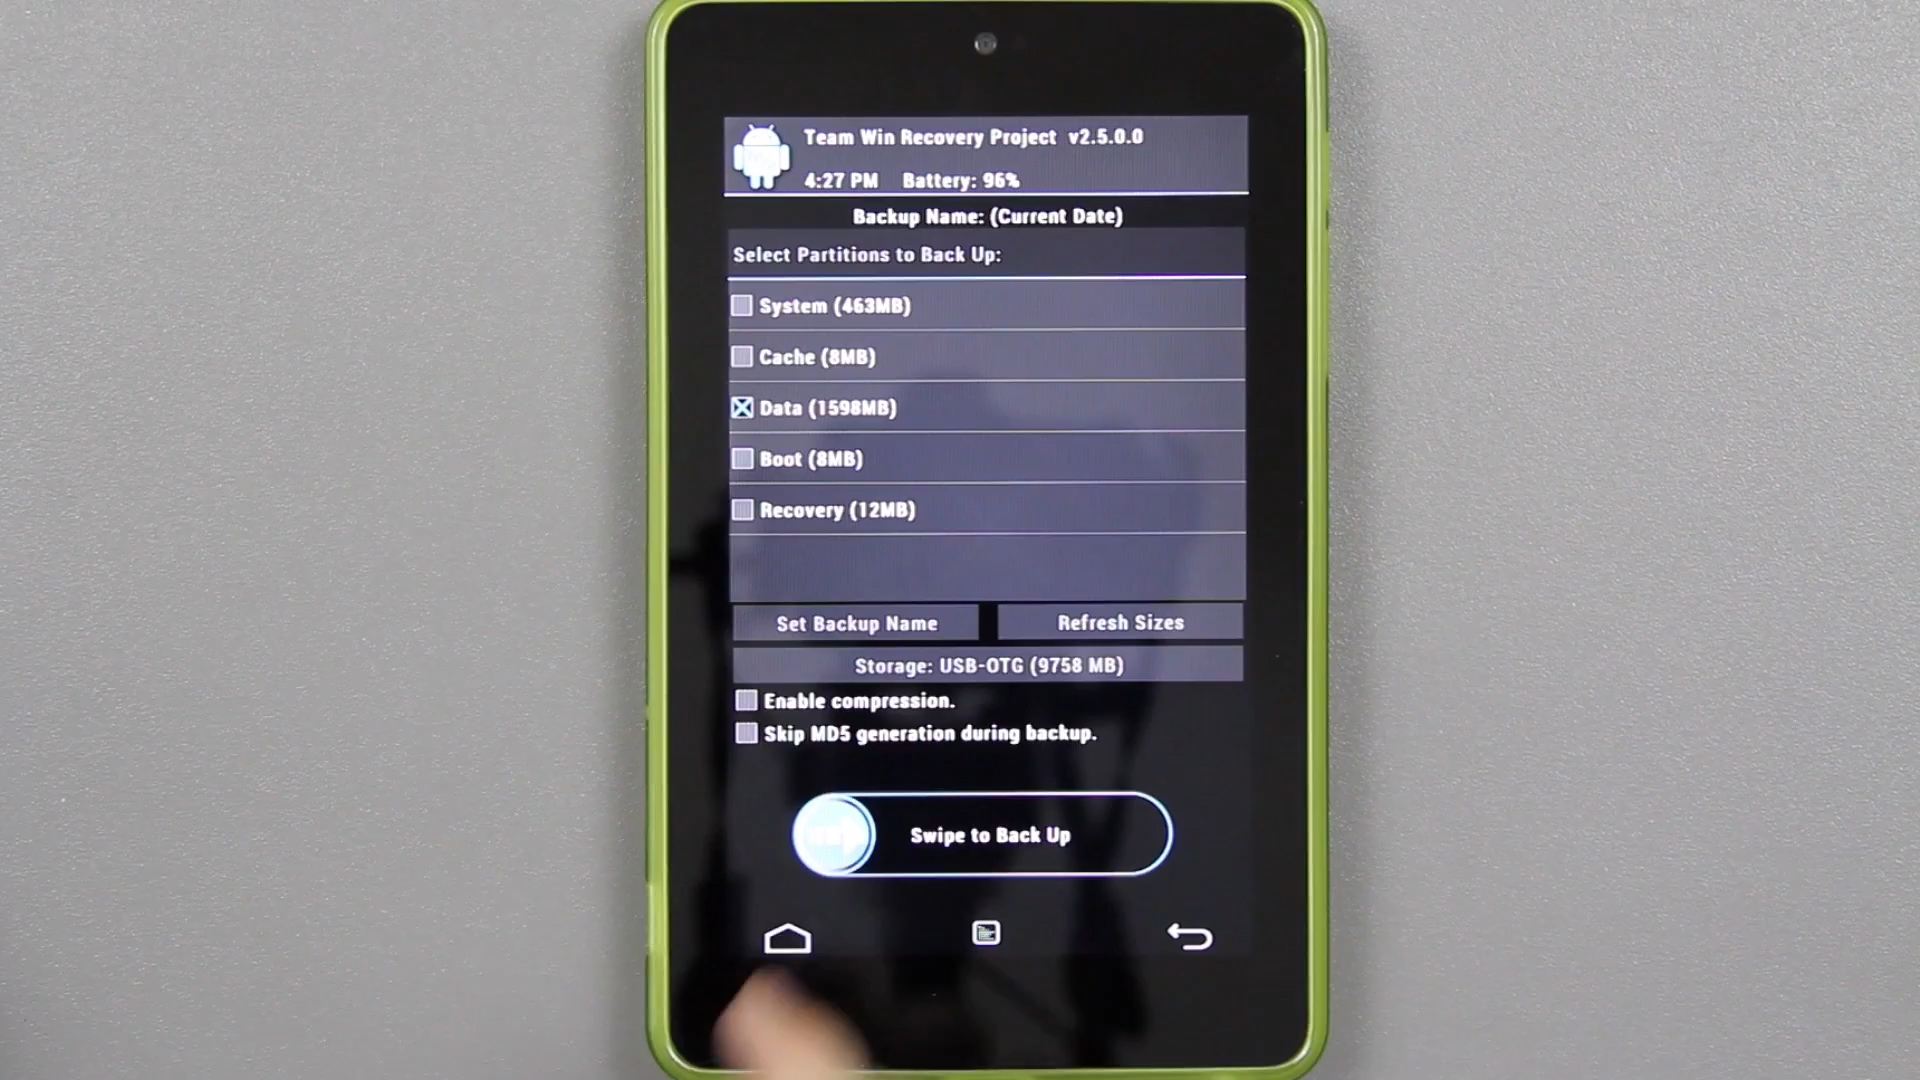 Team Win Recovery Project v2.5.0.0
4:27 PM Battery: 96%
Backup Name: (Current Date)
Select Partitions to Back Up:
System (463MB)
Cache (8MB)
Data (1598MB)
Boot (8MB)
Recovery (12MB)
Set Backup Name Refresh Sizes
Storage: USB-OTG (9758 MB)
Enable compression.
Skip MD5 generation during backup.
Swipe to Back Up